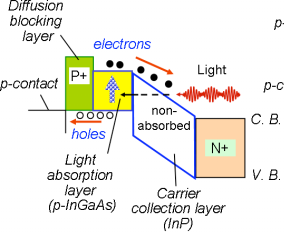 Diffusion
blocking
layer
p-
electrons
P+
Light
p-contact
p-c
non-
absorbed
C. B.
holes
N+
Light
absorption
layer
(p-InGaAs)
V. B.
Carrier
collection layer
(InP)